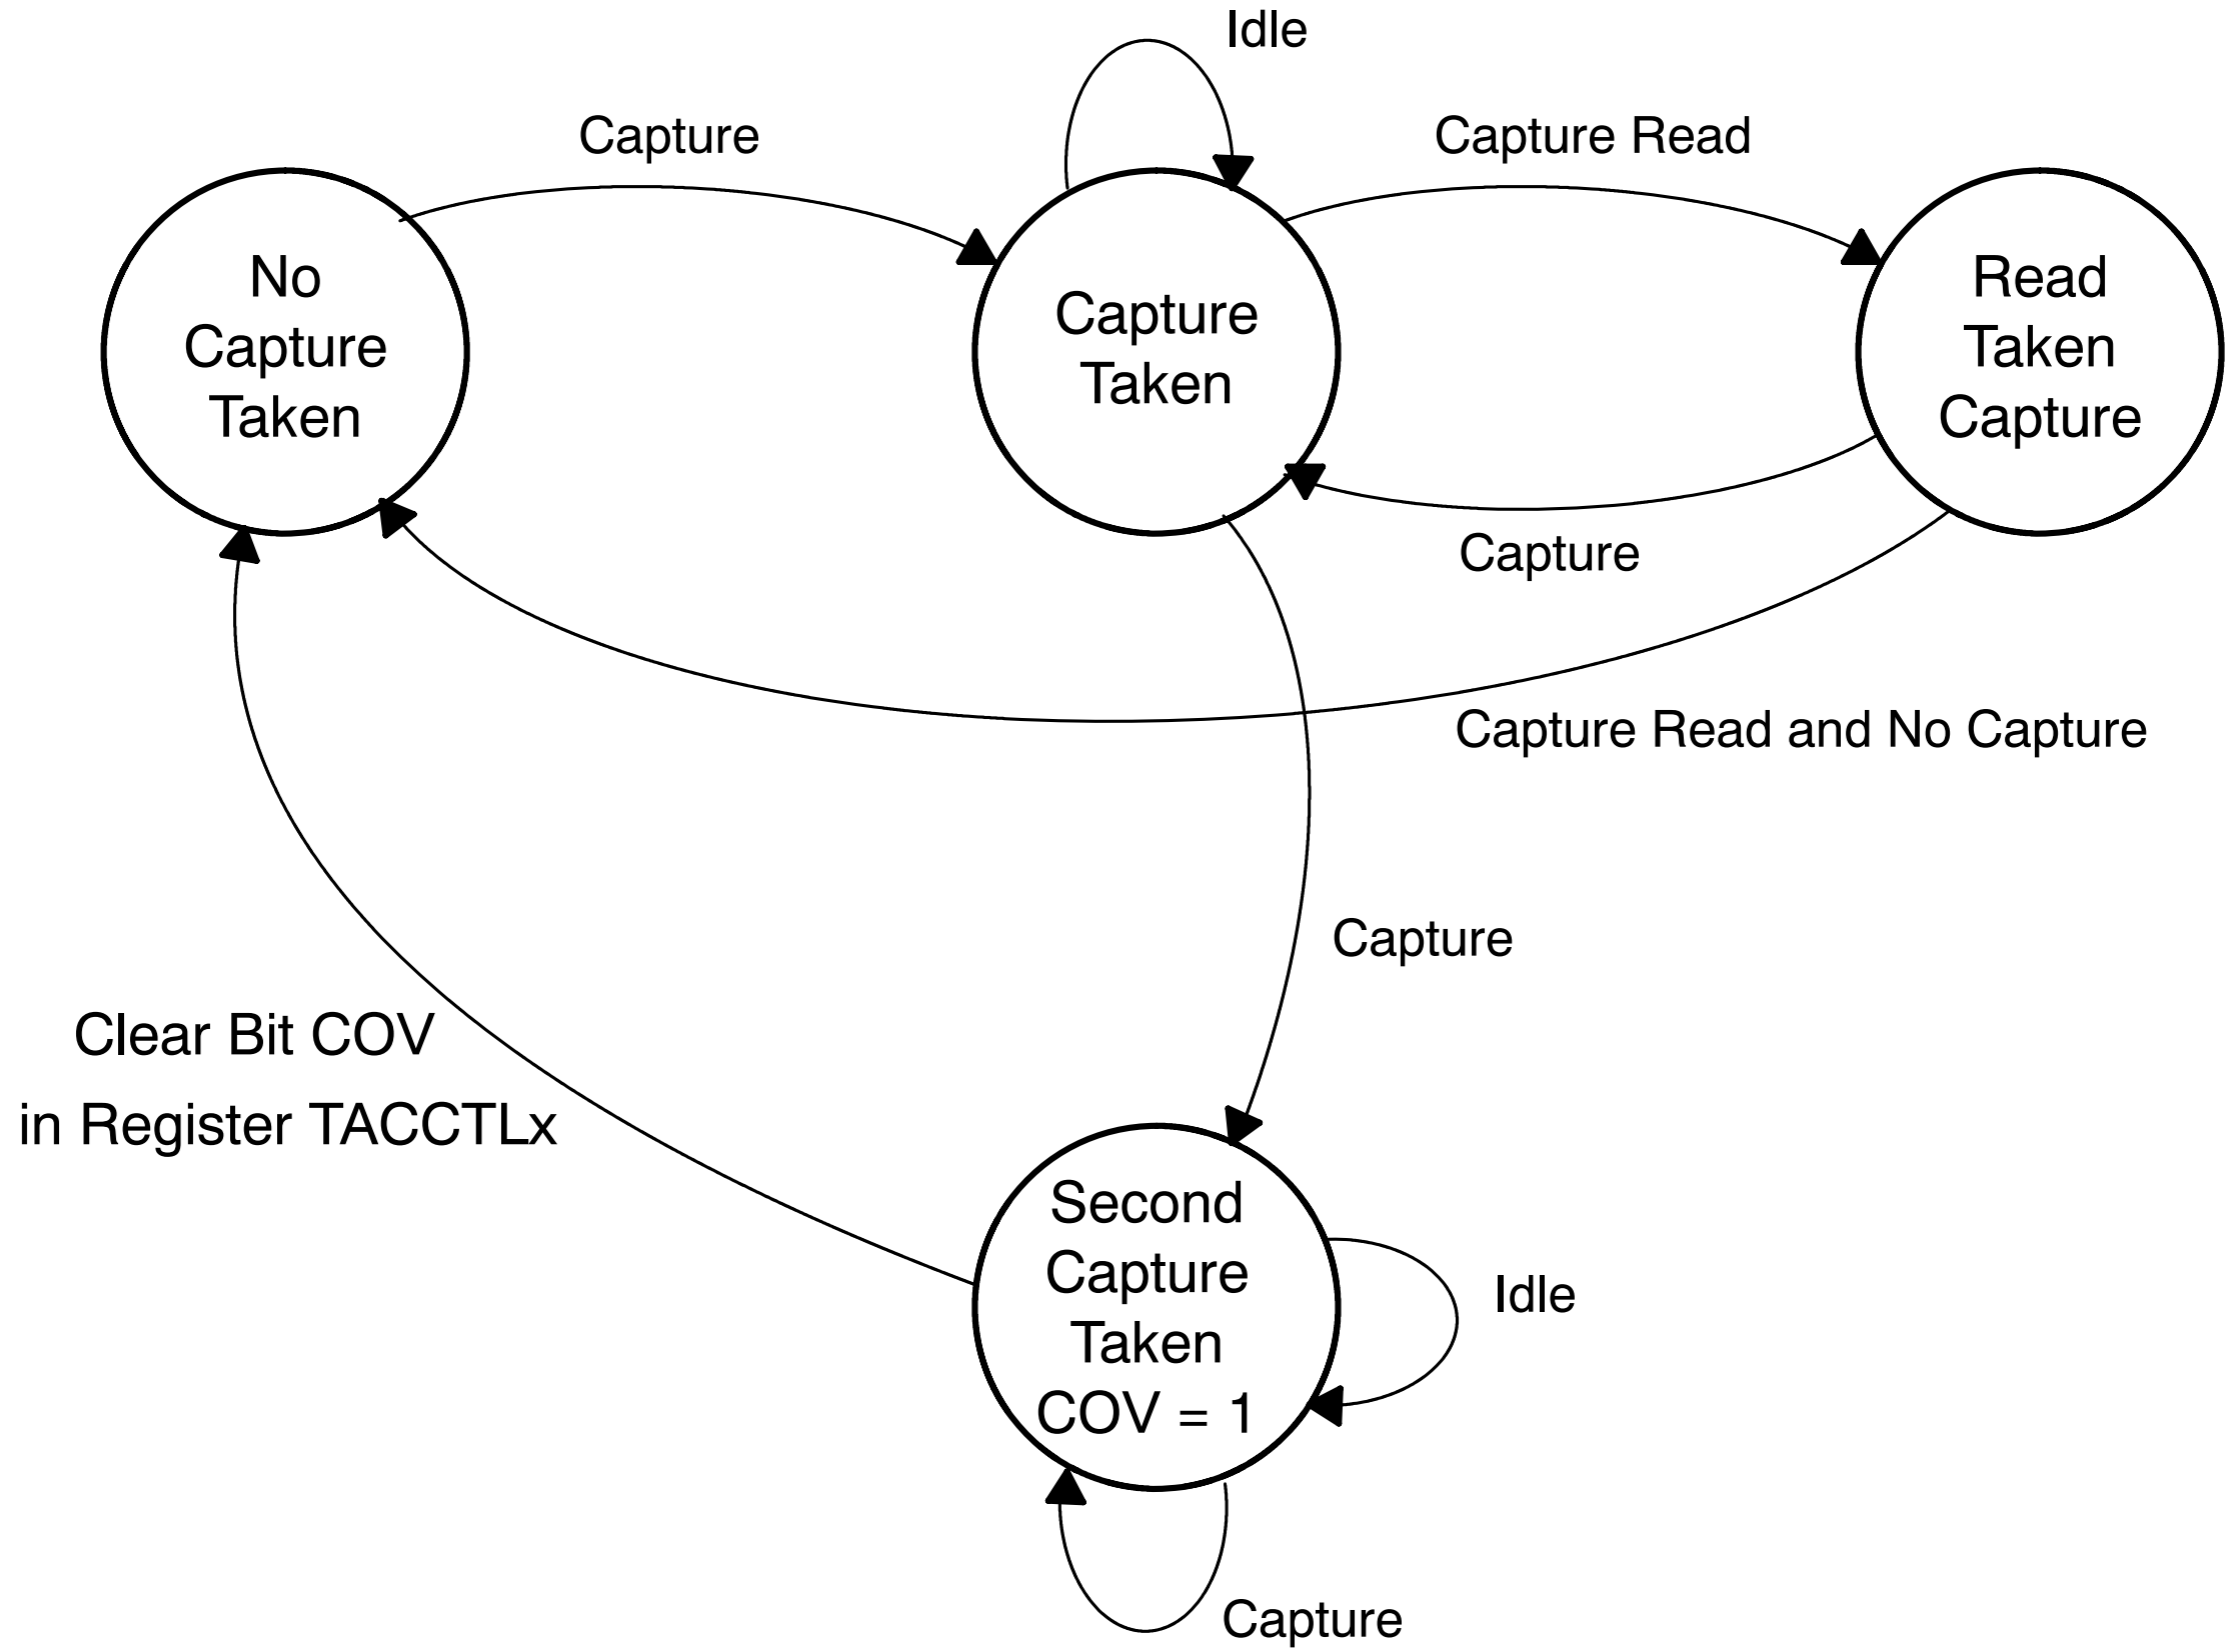 Idle
Capture
Capture Read
No
Capture
Taken
Capture
Taken
Read
Taken
Capture
Capture
Capture Read and No Capture
Capture
Clear Bit COV
in Register TACCTLx
Second
Capture
Taken
COV = 1
Idle
Capture